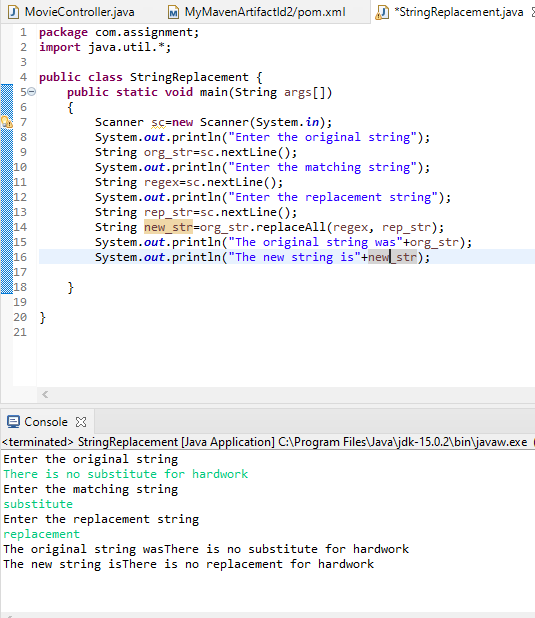 MovieController.java MyMavenArtifactId2/pom.xml *StringReplacement.java
1 package com.assignment;
2 import java.util.*;
3
4 public class StringReplacement {
5 public static void main(String args[])
6 {
7 Scanner sc=new Scanner(System.in);
8 System.out.println("Enter the original string");
9 String org_str=sc.nextLine();
10 System.out.println("Enter the matching string");
11 String regex=sc.nextLine();
12 System.out.println("Enter the replacement string");
13 String rep_str=sc.nextLine();
14 String new_str=org_str.replaceAll(regex, rep_str);
15 System.out.println("The original string was"+org_str);
16 System.out.println("The new string is"+new_str);
17
18 }
19
20 }
21
Console
<terminated> StringReplacement [Java Application] C:\Program Files\Java\jdk-15.0.2\bin\javaw.exe (
Enter the original string
There is no substitute for hardwork
Enter the matching string
substitute
Enter the replacement string
replacement
The original string wasThere is no substitute for hardwork
The new string isThere is no replacement for hardwork